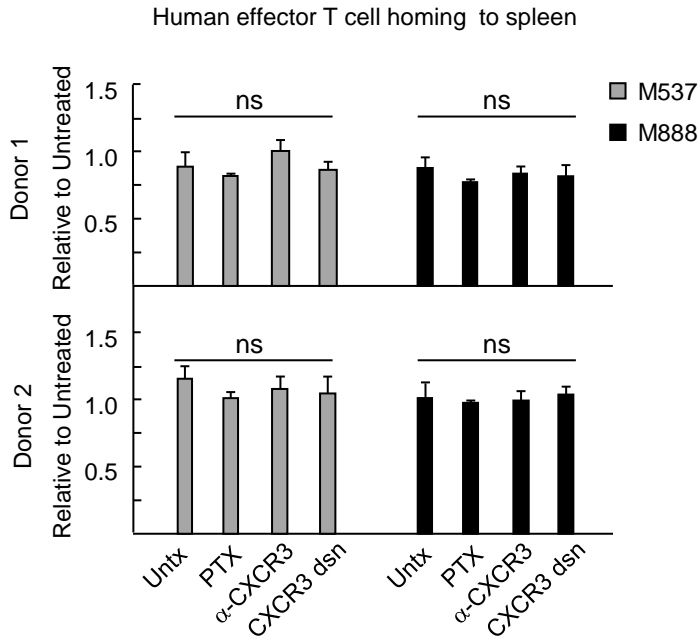 Human effector T cell homing to spleen
M537
M888
Donor 1
Relative to Untreated
1.5
1.0
0.5
ns
ns
Donor 2
Relative to Untreated
1.5
1.0
0.5
ns
ns
Untx
PTX
α-CXCR3
CXCR3 dsn
Untx
PTX
α-CXCR3
CXCR3 dsn